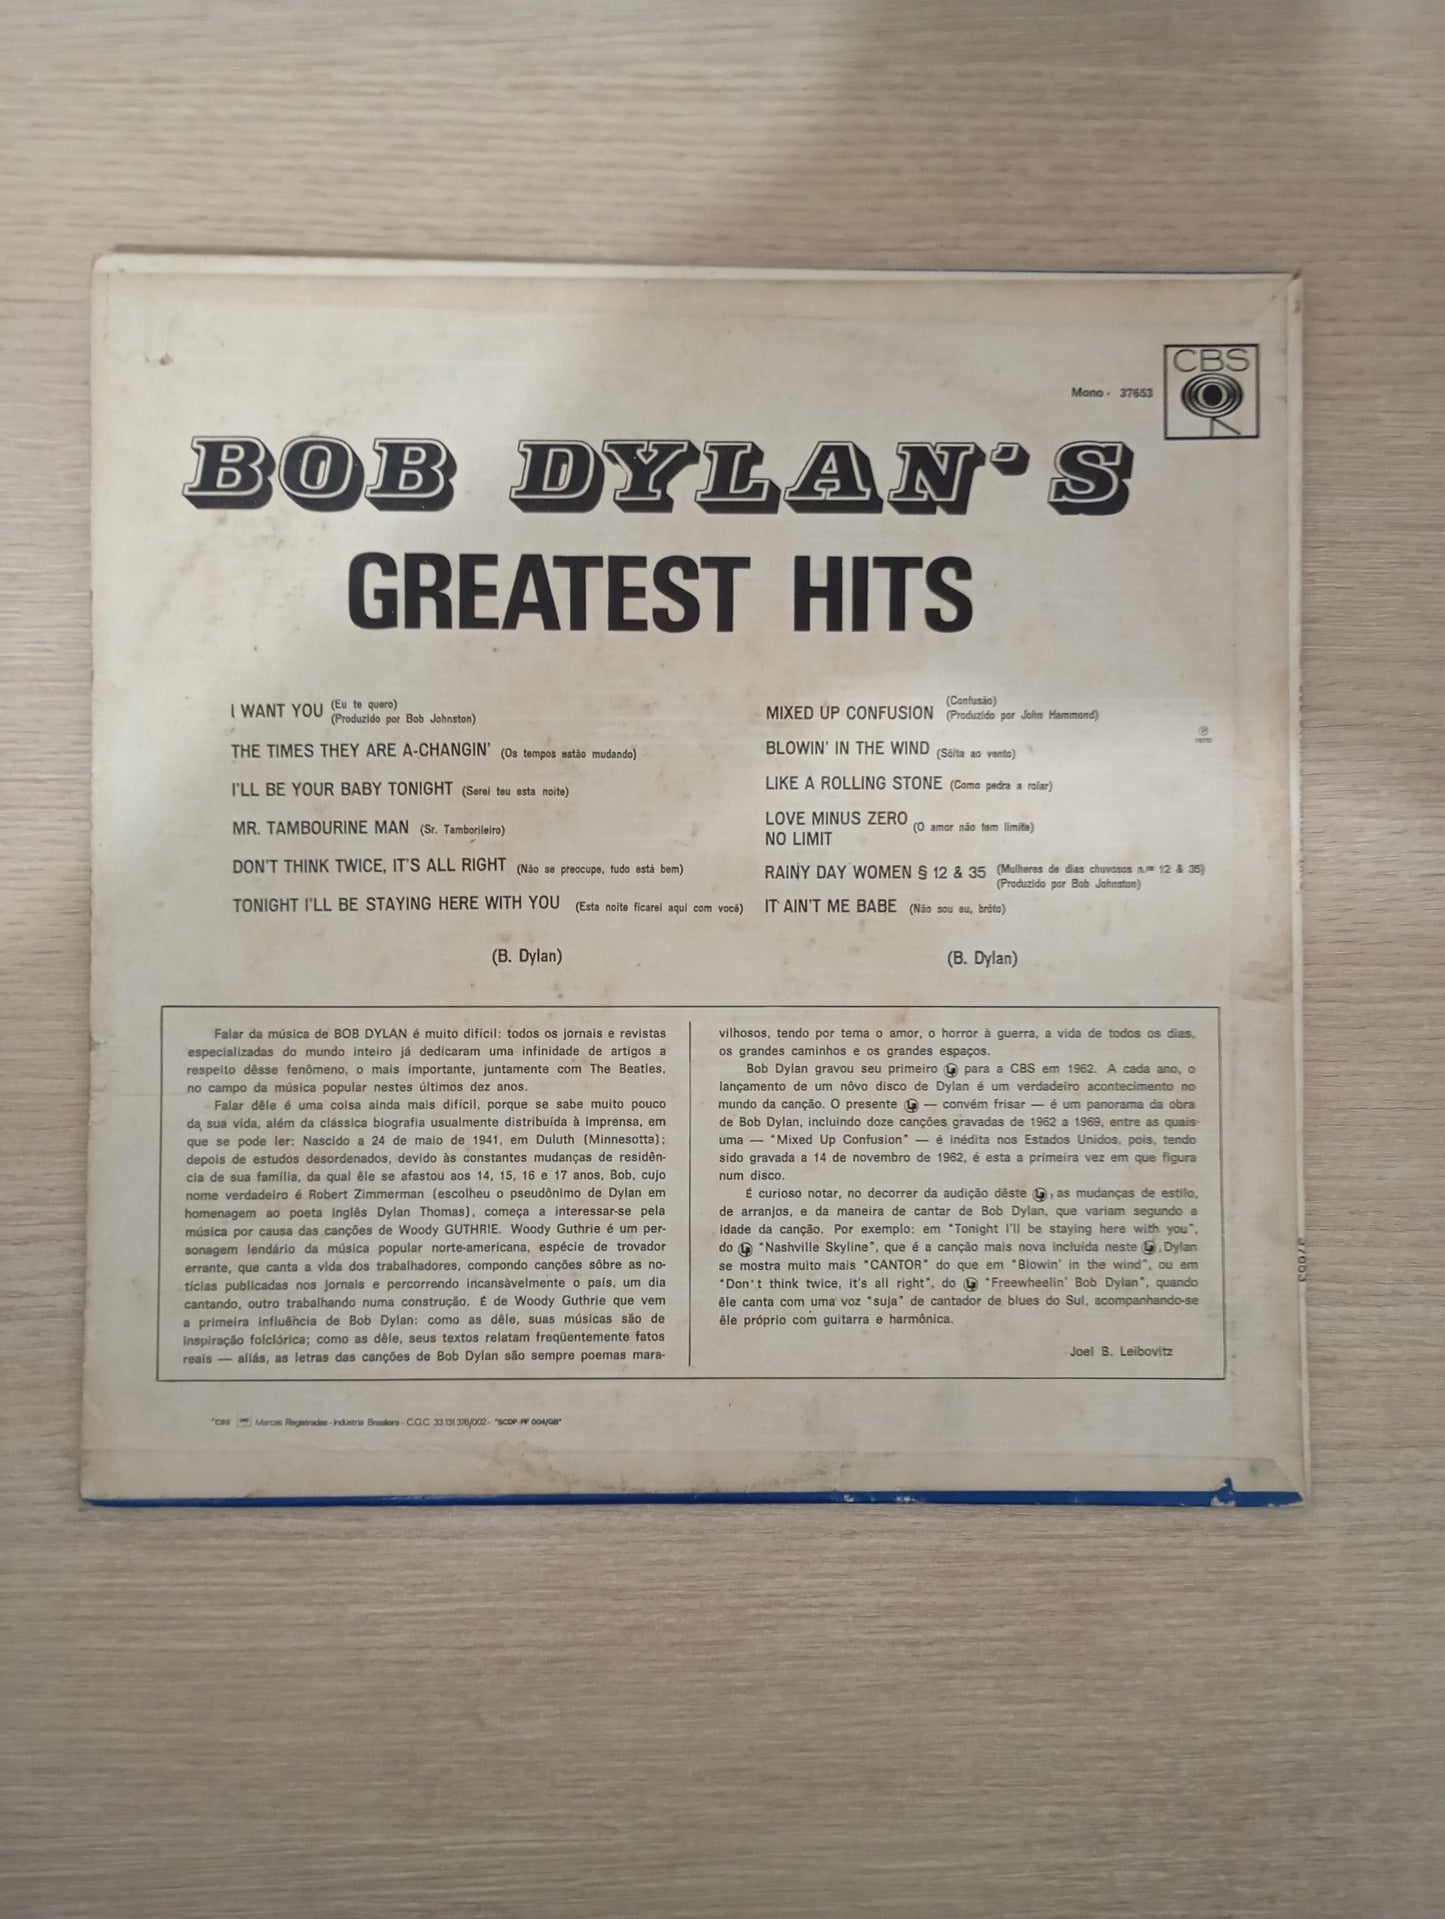 CBS
Mono - 37653
BOB DYLAN'S
GREATEST HITS
I WANT YOU (Eu te quero)
(Produzido por Bob Johnston)
THE TIMES THEY ARE A-CHANGIN' (Os tempos estão mudando)
I'LL BE YOUR BABY TONIGHT (Serei teu esta noite)
MR. TAMBOURINE MAN (Sr. Tamborileiro)
DON'T THINK TWICE, IT'S ALL RIGHT (Não se preocupe, tudo está bem)
TONIGHT I'LL BE STAYING HERE WITH YOU (Esta noite ficarei aqui com você)
(B. Dylan)
MIXED UP CONFUSION (Confusão)
(Produzido por John Hammond)
BLOWIN' IN THE WIND (Sôlta ao vento)
LIKE A ROLLING STONE (Como pedra a rolar)
LOVE MINUS ZERO
NO LIMIT (O amor não tem limite)
RAINY DAY WOMEN § 12 & 35 (Mulheres de dias chuvosos n.os 12 & 35)
(Produzido por Bob Johnston)
IT AIN'T ME BABE (Não sou eu, brôto)
(B. Dylan)
℗
1970
Falar da música de BOB DYLAN é muito difícil: todos os jornais e revistas
especializadas do mundo inteiro já dedicaram uma infinidade de artigos a
respeito dêsse fenômeno, o mais importante, juntamente com The Beatles,
no campo da música popular nestes últimos dez anos.
Falar dêle é uma coisa ainda mais difícil, porque se sabe muito pouco
da sua vida, além da clássica biografia usualmente distribuída à imprensa, em
que se pode ler: Nascido a 24 de maio de 1941, em Duluth (Minnesotta);
depois de estudos desordenados, devido às constantes mudanças de residên-
cia de sua família, da qual êle se afastou aos 14, 15, 16 e 17 anos, Bob, cujo
nome verdadeiro é Robert Zimmerman (escolheu o pseudônimo de Dylan em
homenagem ao poeta inglês Dylan Thomas), começa a interessar-se pela
música por causa das canções de Woody GUTHRIE. Woody Guthrie é um per-
sonagem lendário da música popular norte-americana, espécie de trovador
errante, que canta a vida dos trabalhadores, compondo canções sôbre as no-
tícias publicadas nos jornais e percorrendo incansàvelmente o país, um dia
cantando, outro trabalhando numa construção. É de Woody Guthrie que vem
a primeira influência de Bob Dylan: como as dêle, suas músicas são de
inspiração folclórica; como as dêle, seus textos relatam freqüentemente fatos
reais — aliás, as letras das canções de Bob Dylan são sempre poemas mara-
vilhosos, tendo por tema o amor, o horror à guerra, a vida de todos os dias,
os grandes caminhos e os grandes espaços.
Bob Dylan gravou seu primeiro LP para a CBS em 1962. A cada ano, o
lançamento de um nôvo disco de Dylan é um verdadeiro acontecimento no
mundo da canção. O presente LP — convém frisar — é um panorama da obra
de Bob Dylan, incluindo doze canções gravadas de 1962 a 1969, entre as quais
uma — "Mixed Up Confusion" — é inédita nos Estados Unidos, pois, tendo
sido gravada a 14 de novembro de 1962, é esta a primeira vez em que figura
num disco.
É curioso notar, no decorrer da audição dêste LP, as mudanças de estilo,
de arranjos, e da maneira de cantar de Bob Dylan, que variam segundo a
idade da canção. Por exemplo: em "Tonight I'll be staying here with you",
do LP "Nashville Skyline", que é a canção mais nova incluída neste LP, Dylan
se mostra muito mais "CANTOR" do que em "Blowin' in the wind", ou em
"Don't think twice, it's all right", do LP "Freewheelin' Bob Dylan", quando
êle canta com uma voz "suja" de cantador de blues do Sul, acompanhando-se
êle próprio com guitarra e harmônica.
Joel B. Leibovitz
"CBS" Marcas Registradas - Indústria Brasileira - C.G.C 33.131.376/002 - "SCDP-PF 004/GB"
37653